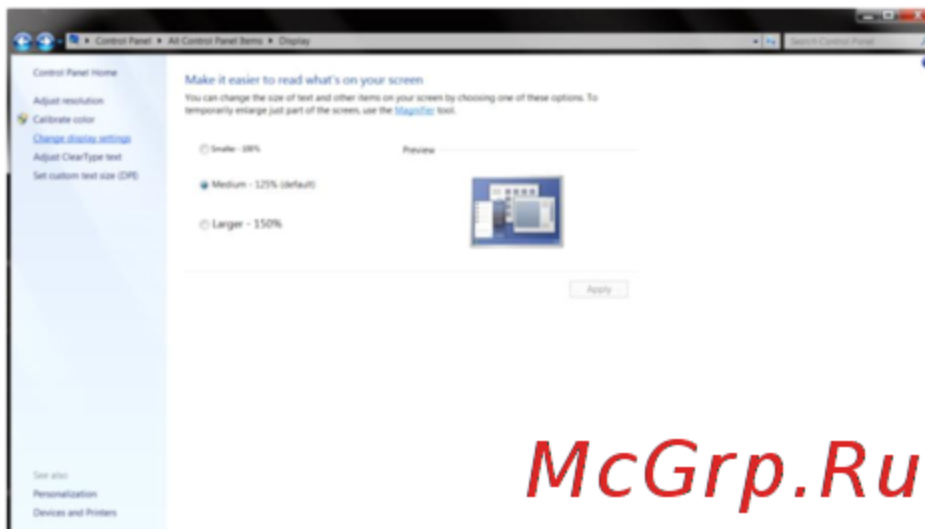 Control Panel ▸ All Control Panel Items ▸ Display
Search Control Panel
Control Panel Home
Adjust resolution
Calibrate color
Change display settings
Adjust ClearType text
Set custom text size (DPI)
Make it easier to read what's on your screen
You can change the size of text and other items on your screen by choosing one of these options. To
temporarily enlarge just part of the screen, use the Magnifier tool.
Smaller - 100%
Preview
Medium - 125% (default)
Larger - 150%
Apply
See also
Personalization
Devices and Printers
McGrp.Ru